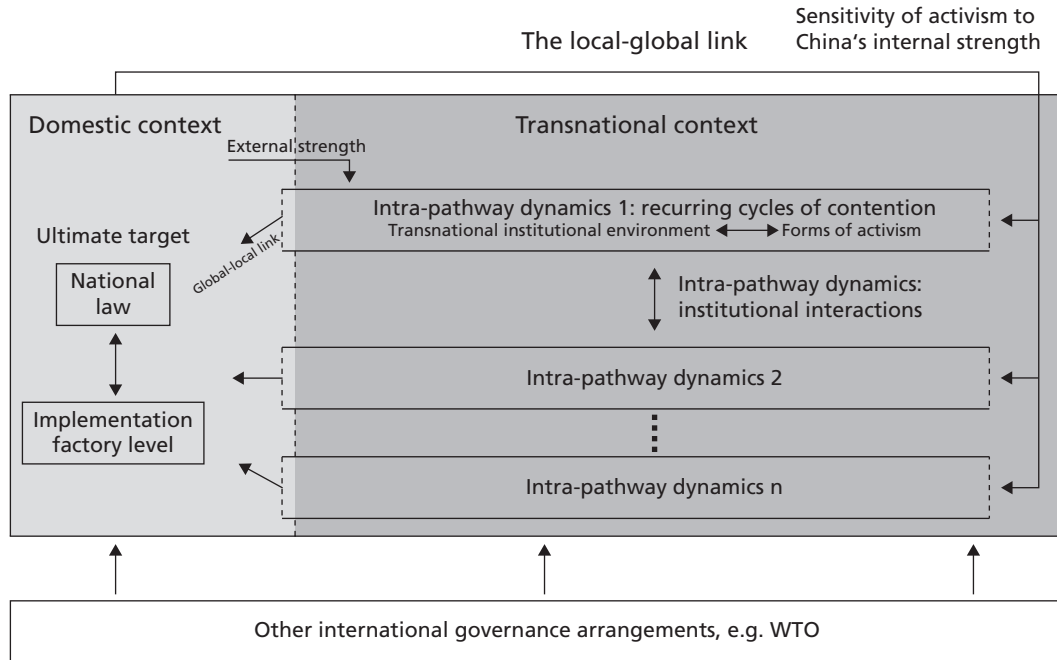 Sensitivity of activism to
The local-global link
China‘s internal strength
Domestic context
Transnational context
External strength
Intra-pathway dynamics 1: recurring cycles of contention
Transnational institutional environment
Forms of activism
Ultimate target
Global-local link
National
law
Intra-pathway dynamics:
institutional interactions
Intra-pathway dynamics 2
Implementation
factory level
Intra-pathway dynamics n
Other international governance arrangements, e.g. WTO